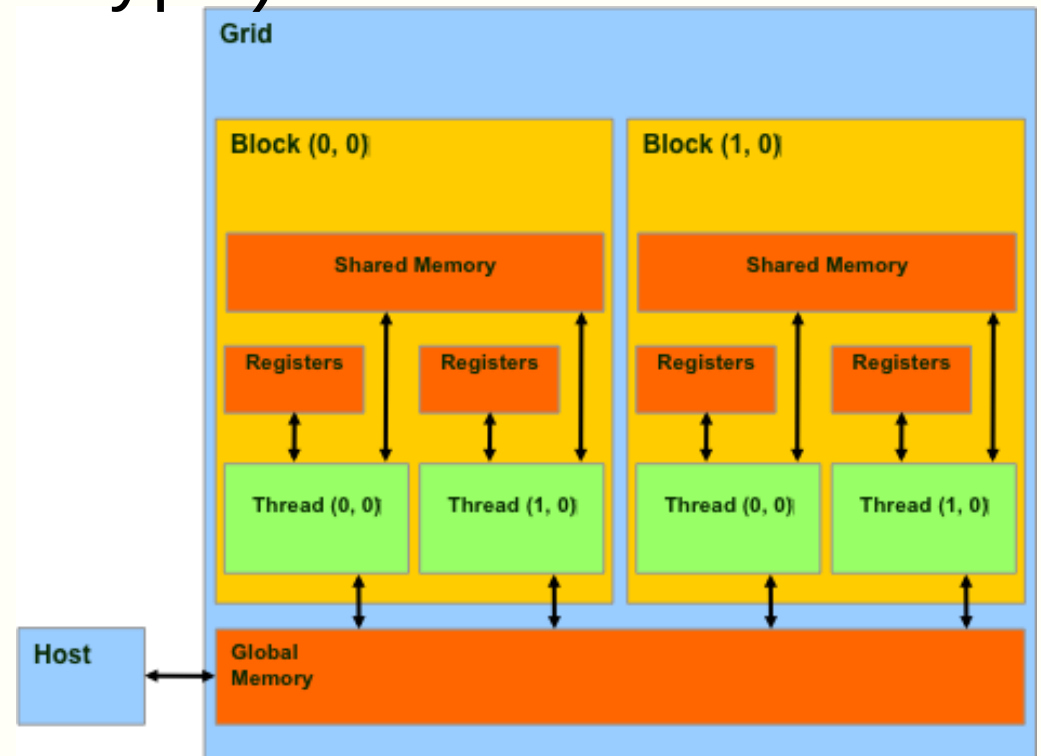 Grid
Block (0, 0)
Block (1, 0)
Shared Memory
Shared Memory
Registers
Registers
Registers
Registers
Thread (0, 0)
Thread (1, 0)
Thread (0, 0)
Thread (1, 0)
Host
Global
Memory